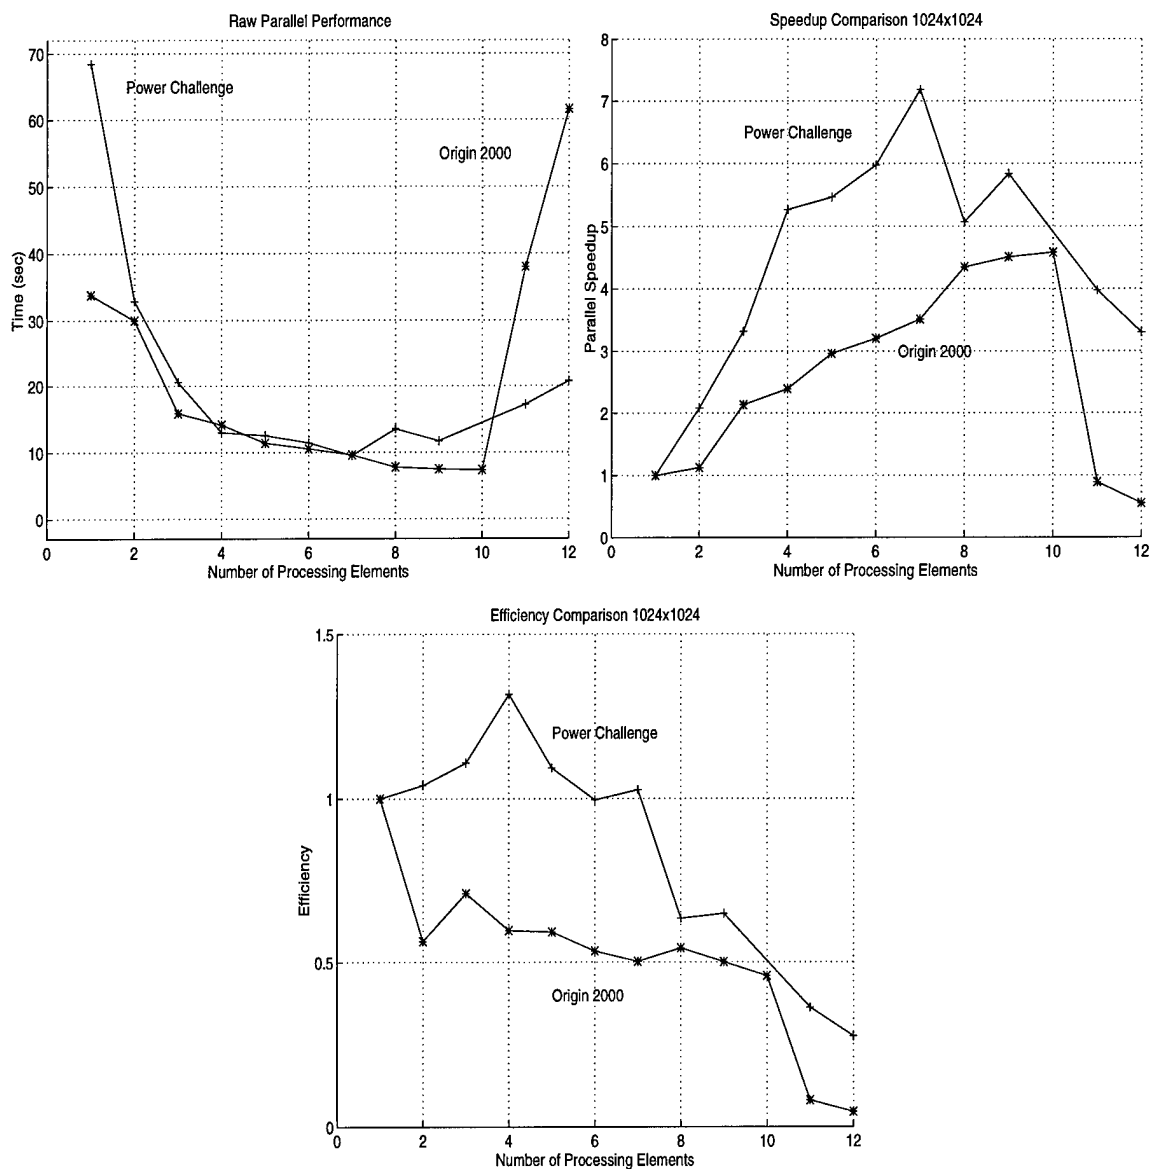 Raw Parallel Performance
70
60
50
40
30
20
10
0
Time (sec)
Power Challenge
Origin 2000
0 2 4 6 8 10 12
Number of Processing Elements
Speedup Comparison 1024x1024
8
7
6
5
4
3
2
1
0
Parallel Speedup
Power Challenge
Origin 2000
0 2 4 6 8 10 12
Number of Processing Elements
Efficiency Comparison 1024x1024
1.5
1
0.5
0
Efficiency
Power Challenge
Origin 2000
0 2 4 6 8 10 12
Number of Processing Elements